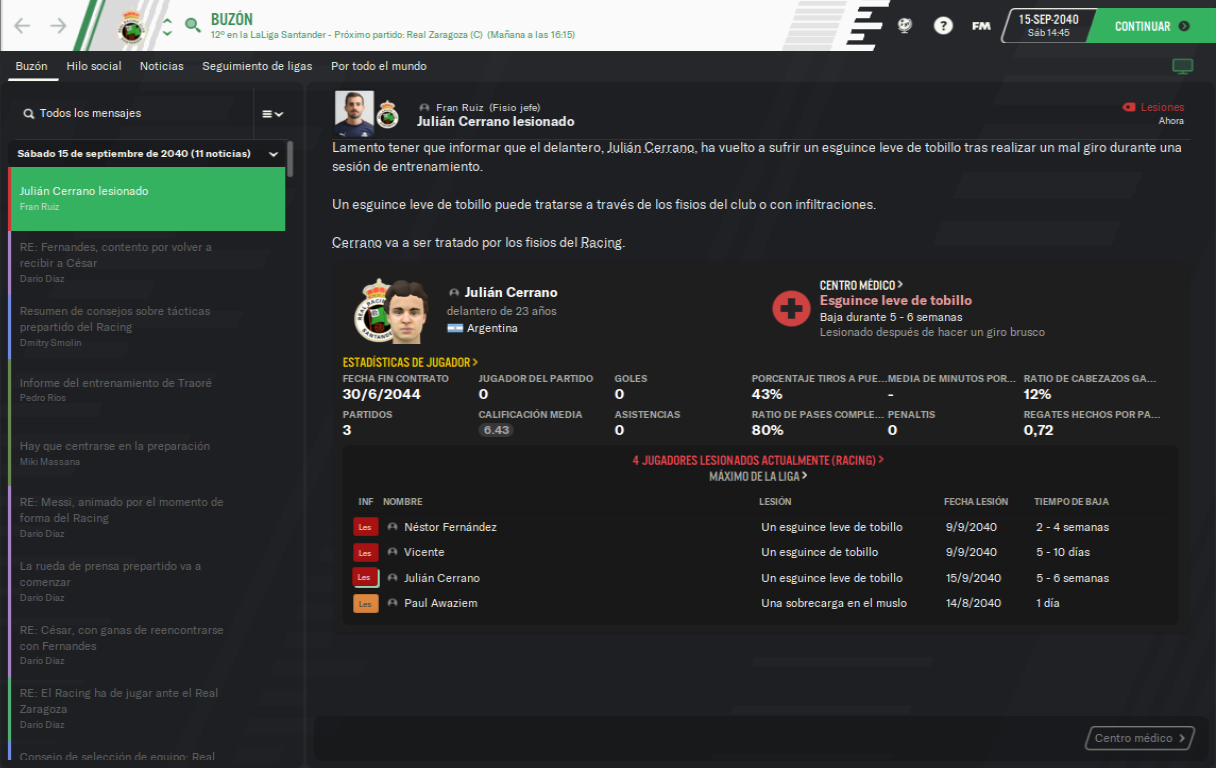 BUZÓN
12º en la LaLiga Santander - Próximo partido: Real Zaragoza (C) (Mañana a las 16:15)
?
FM
15-SEP-2040
Sáb 14:45
CONTINUAR
Buzón
Hilo social
Noticias
Seguimiento de ligas
Por todo el mundo
Todos los mensajes
Sábado 15 de septiembre de 2040 (11 noticias)
Julián Cerrano lesionado
Fran Ruiz
RE: Fernandes, contento por volver a
recibir a César
Darío Díaz
Resumen de consejos sobre tácticas
prepartido del Racing
Dmitry Smolin
Informe del entrenamiento de Traoré
Pedro Ríos
Hay que centrarse en la preparación
Miki Massana
RE: Messi, animado por el momento de
forma del Racing
Darío Díaz
La rueda de prensa prepartido va a
comenzar
Darío Díaz
RE: César, con ganas de reencontrarse
con Fernandes
Darío Díaz
RE: El Racing ha de jugar ante el Real
Zaragoza
Darío Díaz
Consejo de selección de equipo: Real
Fran Ruiz (Fisio jefe)
Julián Cerrano lesionado
Lesiones
Ahora
Lamento tener que informar que el delantero, Julián Cerrano, ha vuelto a sufrir un esguince leve de tobillo tras realizar un mal giro durante una
sesión de entrenamiento.
Un esguince leve de tobillo puede tratarse a través de los fisios del club o con infiltraciones.
Cerrano va a ser tratado por los fisios del Racing.
Julián Cerrano
delantero de 23 años
Argentina
CENTRO MÉDICO
Esguince leve de tobillo
Baja durante 5 - 6 semanas
Lesionado después de hacer un giro brusco
ESTADÍSTICAS DE JUGADOR
FECHA FIN CONTRATO JUGADOR DEL PARTIDO GOLES PORCENTAJE TIROS A PUE... MEDIA DE MINUTOS POR... RATIO DE CABEZAZOS GA...
30/6/2044 0 0 43% - 12%
PARTIDOS CALIFICACIÓN MEDIA ASISTENCIAS RATIO DE PASES COMPLE... PENALTIS REGATES HECHOS POR PA...
3 6.43 0 80% 0 0,72
4 JUGADORES LESIONADOS ACTUALMENTE (RACING)
MÁXIMO DE LA LIGA
INF NOMBRE LESIÓN FECHA LESIÓN TIEMPO DE BAJA
Les Néstor Fernández Un esguince leve de tobillo 9/9/2040 2 - 4 semanas
Les Vicente Un esguince de tobillo 9/9/2040 5 - 10 días
Les Julián Cerrano Un esguince leve de tobillo 15/9/2040 5 - 6 semanas
Les Paul Awaziem Una sobrecarga en el muslo 14/8/2040 1 día
Centro médico